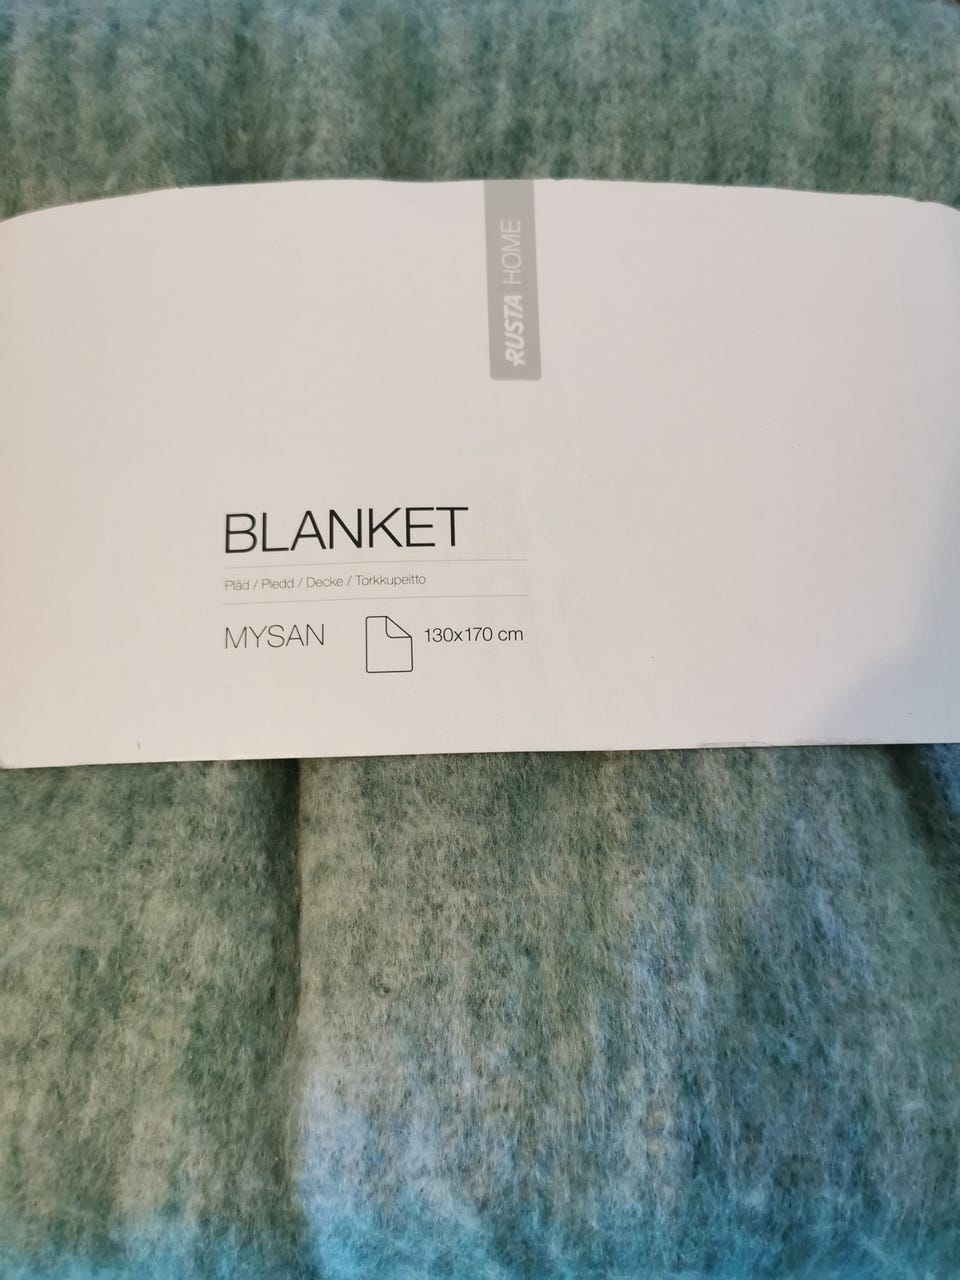 RUSTA HOME
BLANKET
Pläd / Pledd / Decke / Torkkupeitto
MYSAN
130x170 cm